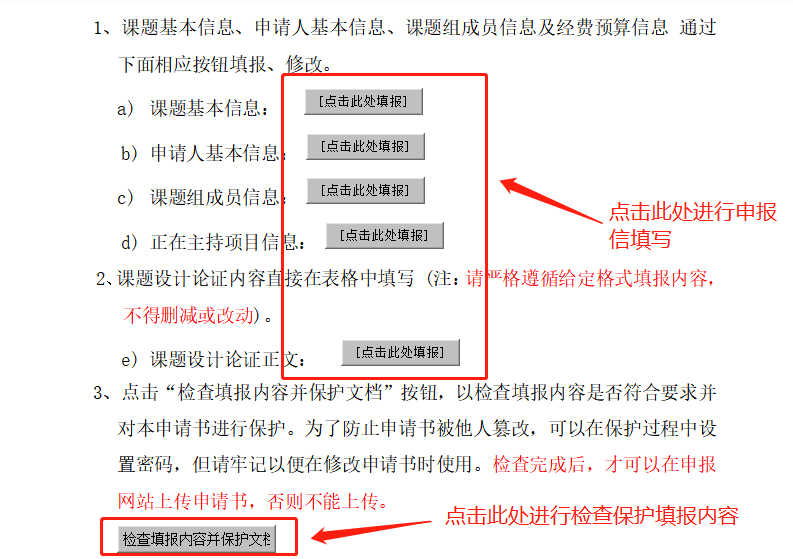 1、课题基本信息、申请人基本信息、课题组成员信息及经费预算信息 通过
下面相应按钮填报、修改。
a) 课题基本信息： [点击此处填报]
b) 申请人基本信息： [点击此处填报]
c) 课题组成员信息： [点击此处填报]
d) 正在主持项目信息： [点击此处填报]
点击此处进行申报
信填写
2、课题设计论证内容直接在表格中填写 (注：请严格遵循给定格式填报内容，
不得删减或改动)。
e) 课题设计论证正文： [点击此处填报]
3、点击“检查填报内容并保护文档”按钮，以检查填报内容是否符合要求并
对本申请书进行保护。为了防止申请书被他人篡改，可以在保护过程中设
置密码，但请牢记以便在修改申请书时使用。检查完成后，才可以在申报
网站上传申请书，否则不能上传。
检查填报内容并保护文档
点击此处进行检查保护填报内容